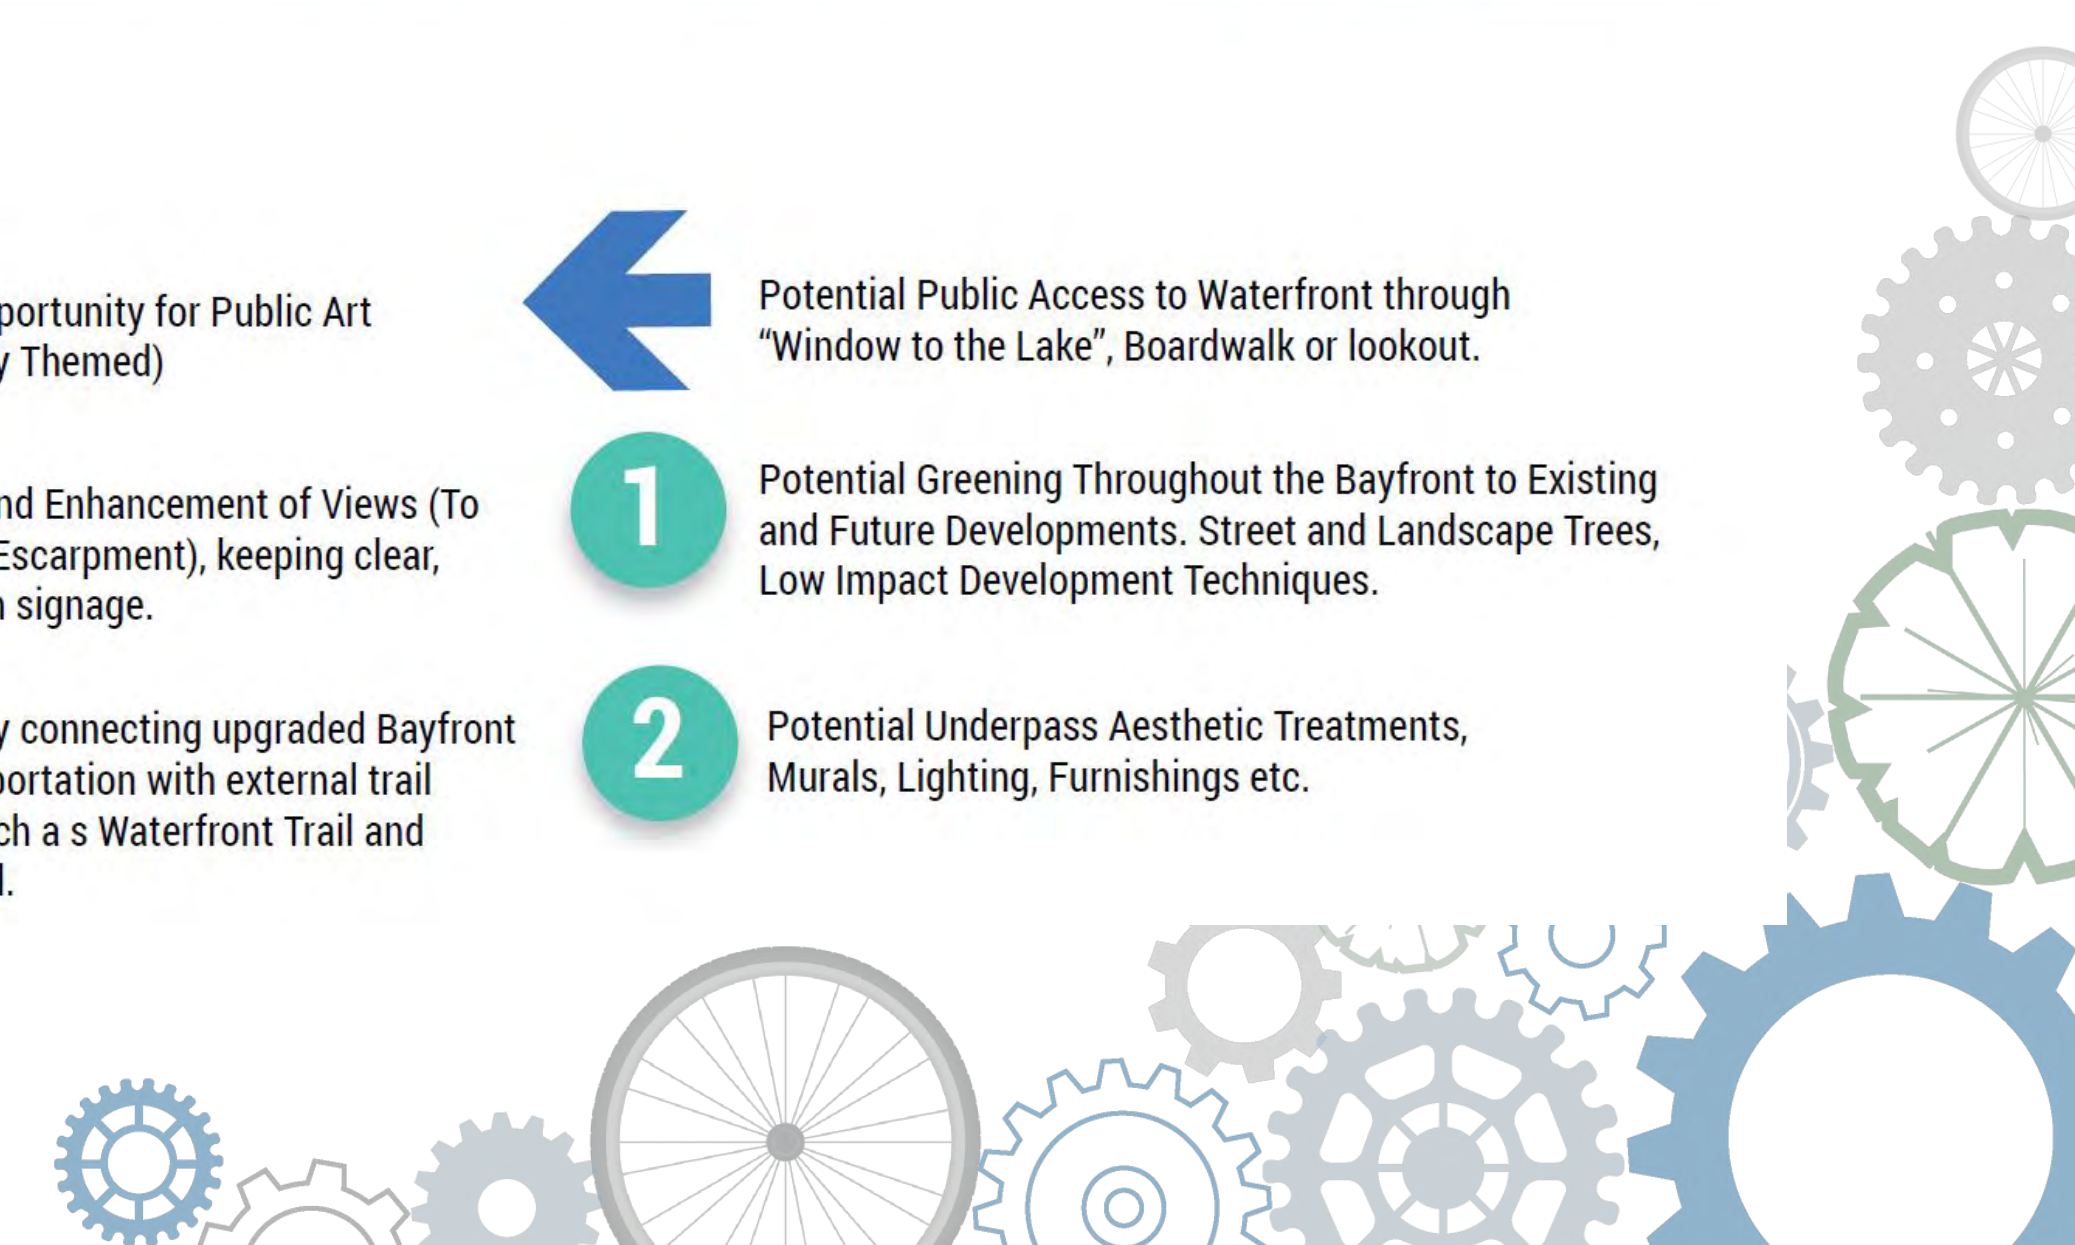 portunity for Public Art
y Themed)
nd Enhancement of Views (To
Escarpment), keeping clear,
signage.
y connecting upgraded Bayfront
portation with external trail
ch a s Waterfront Trail and
l.
Potential Public Access to Waterfront through
“Window to the Lake”, Boardwalk or lookout.
1
Potential Greening Throughout the Bayfront to Existing
and Future Developments. Street and Landscape Trees,
Low Impact Development Techniques.
2
Potential Underpass Aesthetic Treatments,
Murals, Lighting, Furnishings etc.